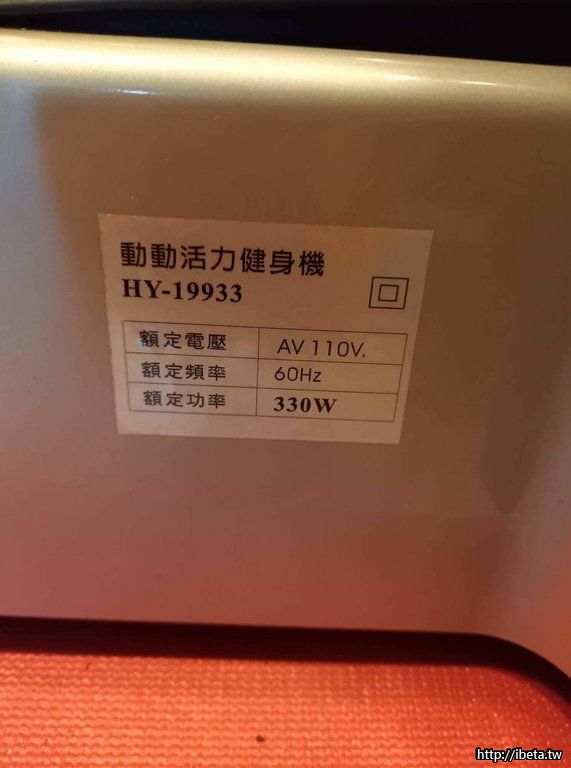 動動活力健身機
HY-19933
額定電壓 AV 110V.
額定頻率 60Hz
額定功率 330W
http://ibeta.tw